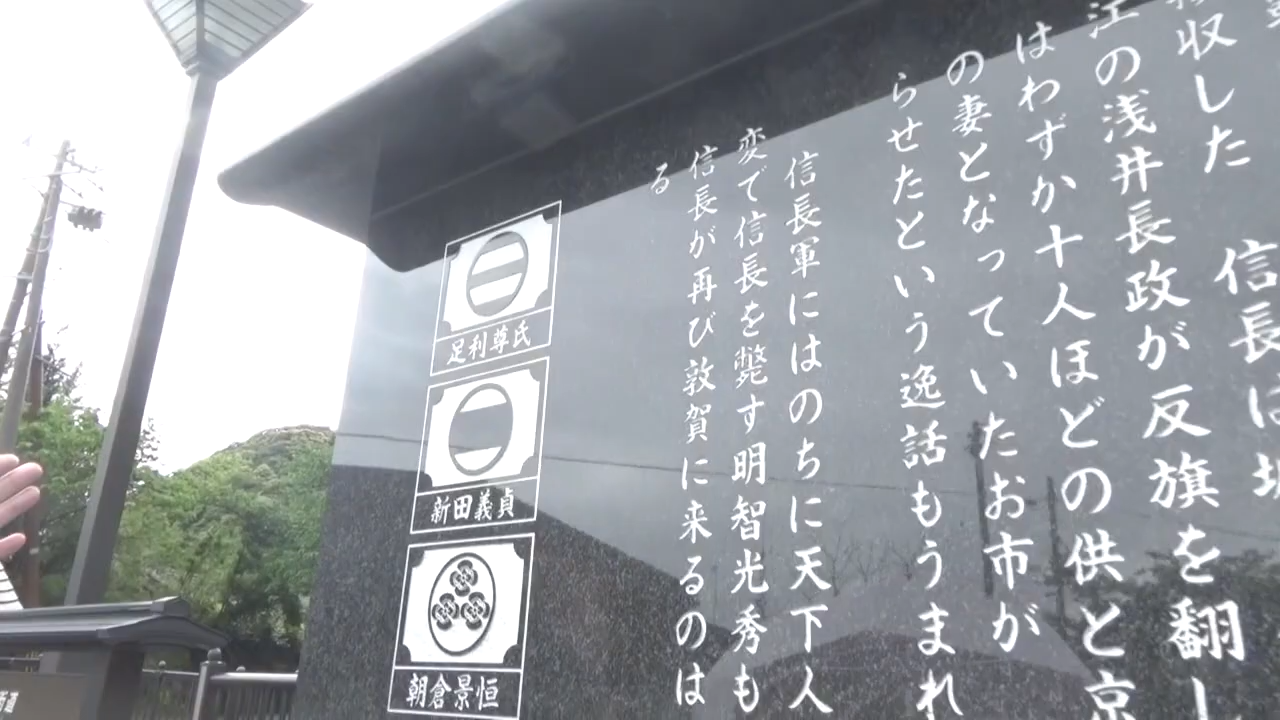 収した 信長は
江の浅井長政が反旗を翻し
はわずか十人ほどの供と京
の妻となっていたお市が
らせたという逸話もうまれ
信長軍にはのちに天下人
変で信長を斃す明智光秀も
信長が再び敦賀に来るのは
る
足利尊氏
新田義貞
朝倉景恒